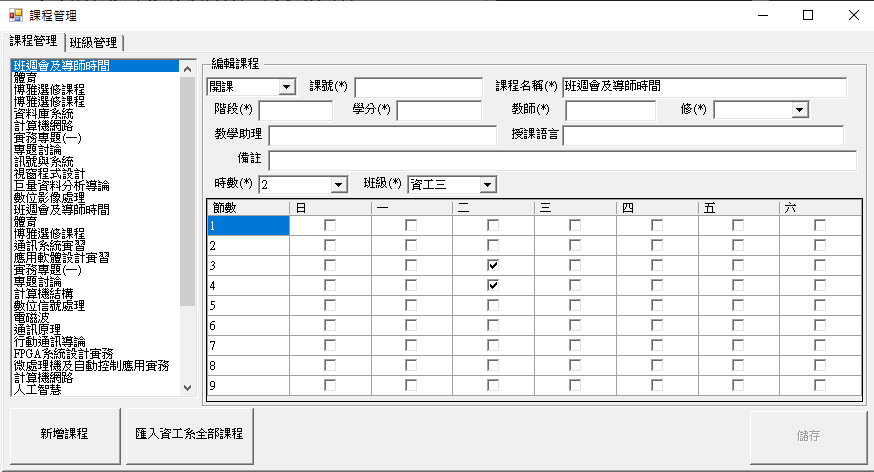 課程管理
課程管理 班級管理
班週會及導師時間
體育
博雅選修課程
博雅選修課程
資料庫系統
計算機網路
實務專題(一)
專題討論
訊號與系統
視窗程式設計
巨量資料分析導論
數位影像處理
班週會及導師時間
體育
博雅選修課程
通訊系統實習
應用軟體設計實習
實務專題(一)
專題討論
計算機結構
數位信號處理
電磁波
通訊原理
行動通訊導論
FPGA系統設計實務
微處理機及自動控制應用實務
計算機網路
人工智慧
編輯課程
開課 課號(*) 課程名稱(*) 班週會及導師時間
階段(*) 學分(*) 教師(*) 修(*)
教學助理 授課語言
備註
時數(*) 2 班級(*) 資工三
節數 日 一 二 三 四 五 六
1
2
3
4
5
6
7
8
9
新增課程 匯入資工系全部課程 儲存